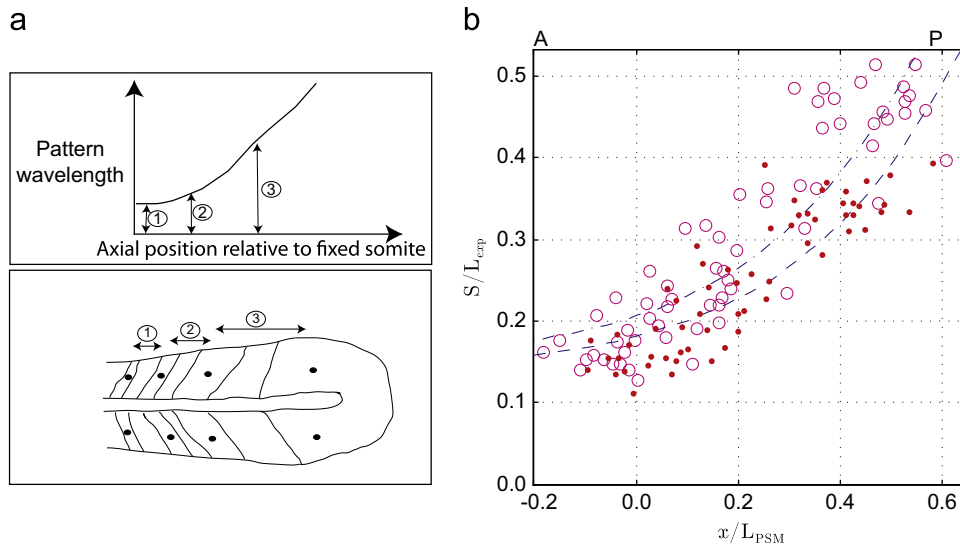 a
Pattern
wavelength
① ② ③
Axial position relative to fixed somite
① ② ③
b
A P
S/L_exp
0.5
0.4
0.3
0.2
0.1
0.0
-0.2 0.0 0.2 0.4 0.6
x/L_PSM